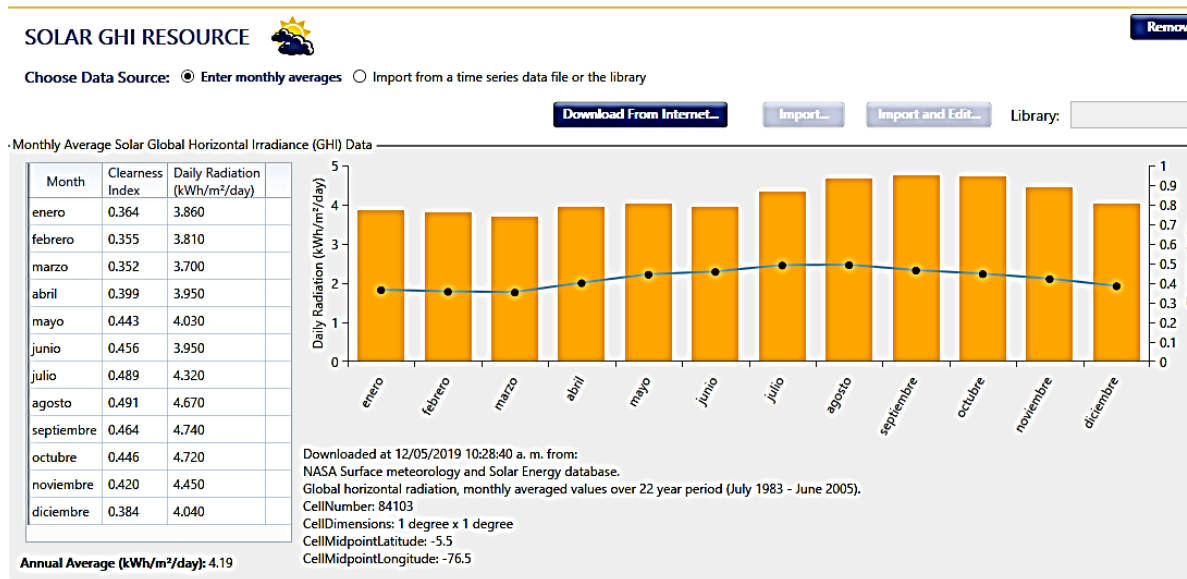 SOLAR GHI RESOURCE
Remov
Choose Data Source: Enter monthly averages Import from a time series data file or the library
Download From Internet... Import... Import and Edit... Library:
Monthly Average Solar Global Horizontal Irradiance (GHI) Data
Month Clearness Index Daily Radiation (kWh/m²/day)
enero 0.364 3.860
febrero 0.355 3.810
marzo 0.352 3.700
abril 0.399 3.950
mayo 0.443 4.030
junio 0.456 3.950
julio 0.489 4.320
agosto 0.491 4.670
septiembre 0.464 4.740
octubre 0.446 4.720
noviembre 0.420 4.450
diciembre 0.384 4.040
Annual Average (kWh/m²/day): 4.19
Daily Radiation (kWh/m²/day)
5
4
3
2
1
0
1
0.9
0.8
0.7
0.6
0.5
0.4
0.3
0.2
0.1
0
enero febrero marzo abril mayo junio julio agosto septiembre octubre noviembre diciembre
Downloaded at 12/05/2019 10:28:40 a. m. from:
NASA Surface meteorology and Solar Energy database.
Global horizontal radiation, monthly averaged values over 22 year period (July 1983 - June 2005).
CellNumber: 84103
CellDimensions: 1 degree x 1 degree
CellMidpointLatitude: -5.5
CellMidpointLongitude: -76.5